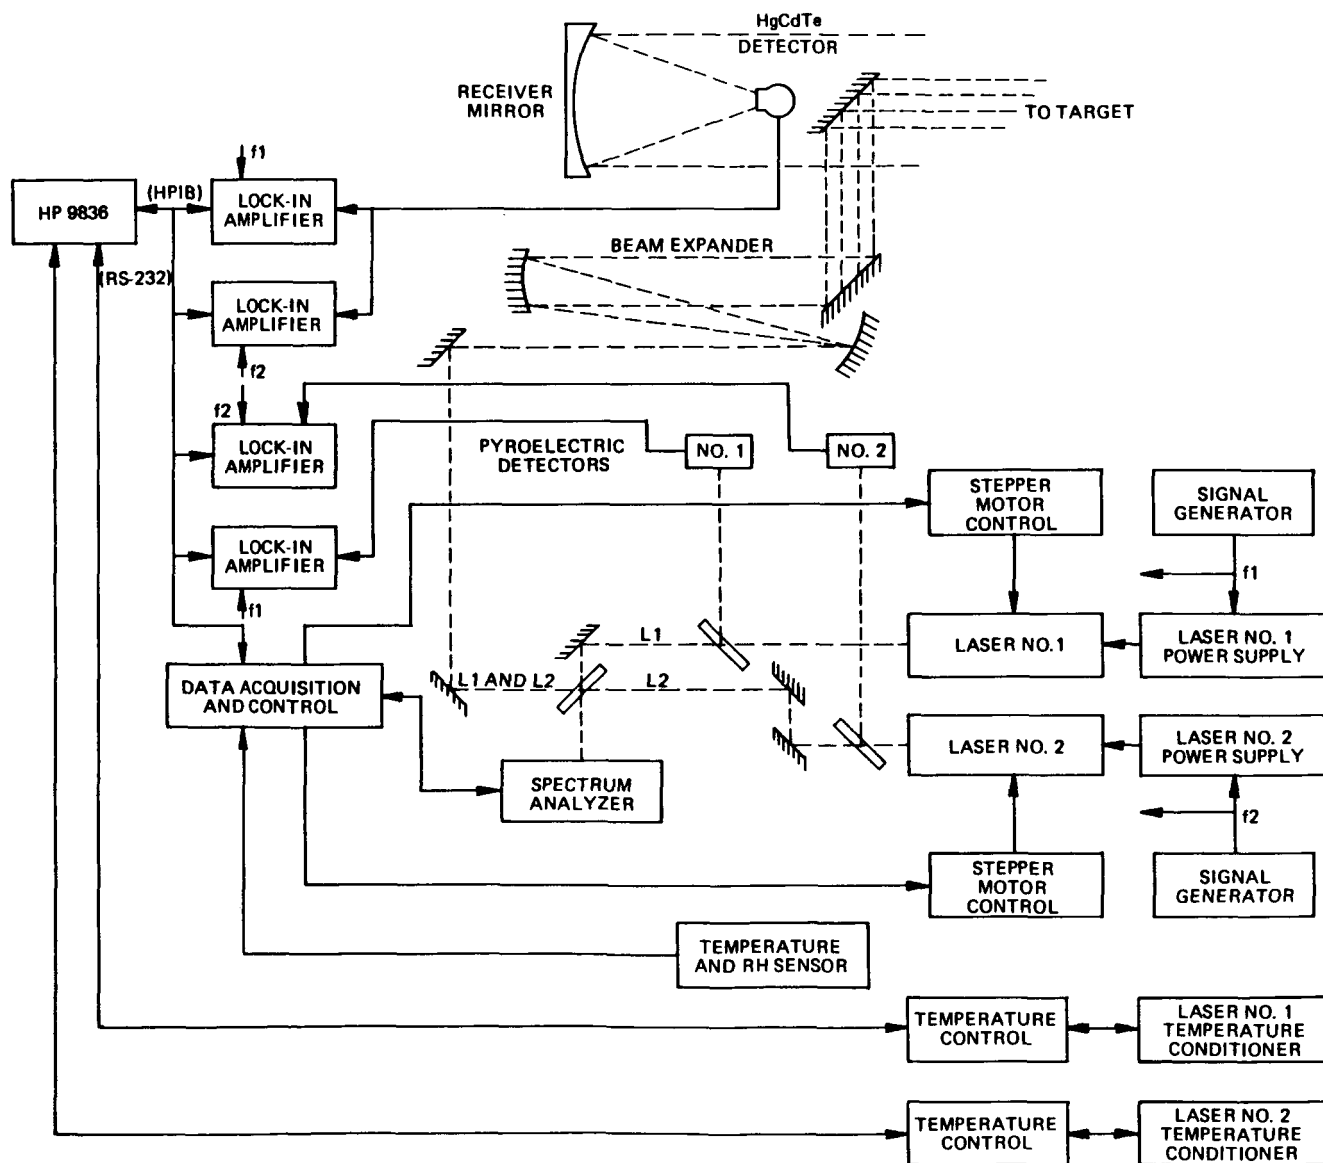 HgCdTe
DETECTOR
RECEIVER
MIRROR
TO TARGET
f1
(HPIB)
HP 9836
LOCK-IN
AMPLIFIER
BEAM EXPANDER
(RS-232)
LOCK-IN
AMPLIFIER
f2
f2
LOCK-IN
AMPLIFIER
PYROELECTRIC
DETECTORS
NO. 1
NO. 2
STEPPER
MOTOR
CONTROL
SIGNAL
GENERATOR
LOCK-IN
AMPLIFIER
f1
f1
L1
LASER NO.1
LASER NO. 1
POWER SUPPLY
DATA ACQUISITION
AND CONTROL
L1 AND L2
L2
LASER NO. 2
LASER NO. 2
POWER SUPPLY
SPECTRUM
ANALYZER
f2
STEPPER
MOTOR
CONTROL
SIGNAL
GENERATOR
TEMPERATURE
AND RH SENSOR
TEMPERATURE
CONTROL
LASER NO. 1
TEMPERATURE
CONDITIONER
TEMPERATURE
CONTROL
LASER NO. 2
TEMPERATURE
CONDITIONER